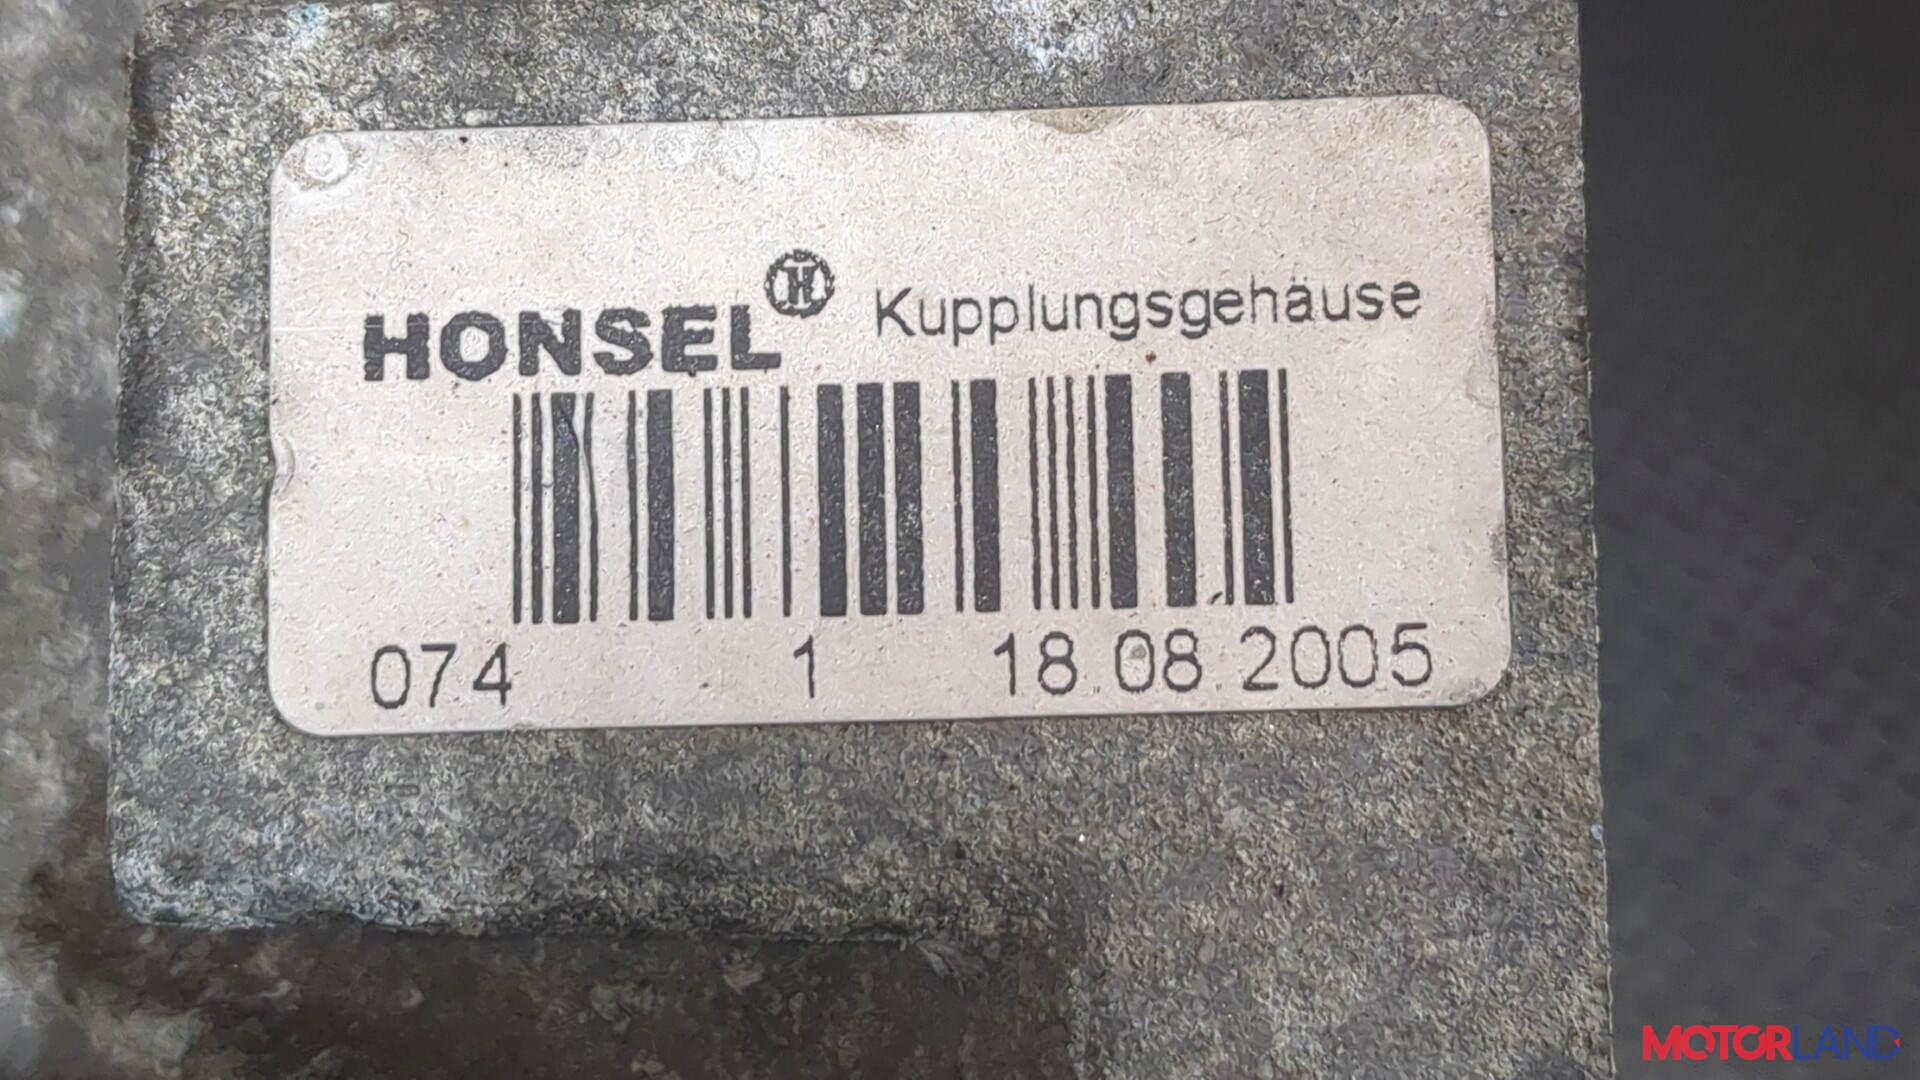 HONSEL H Kupplungsgehäuse
074 1 18.08.2005
MOTORLAND